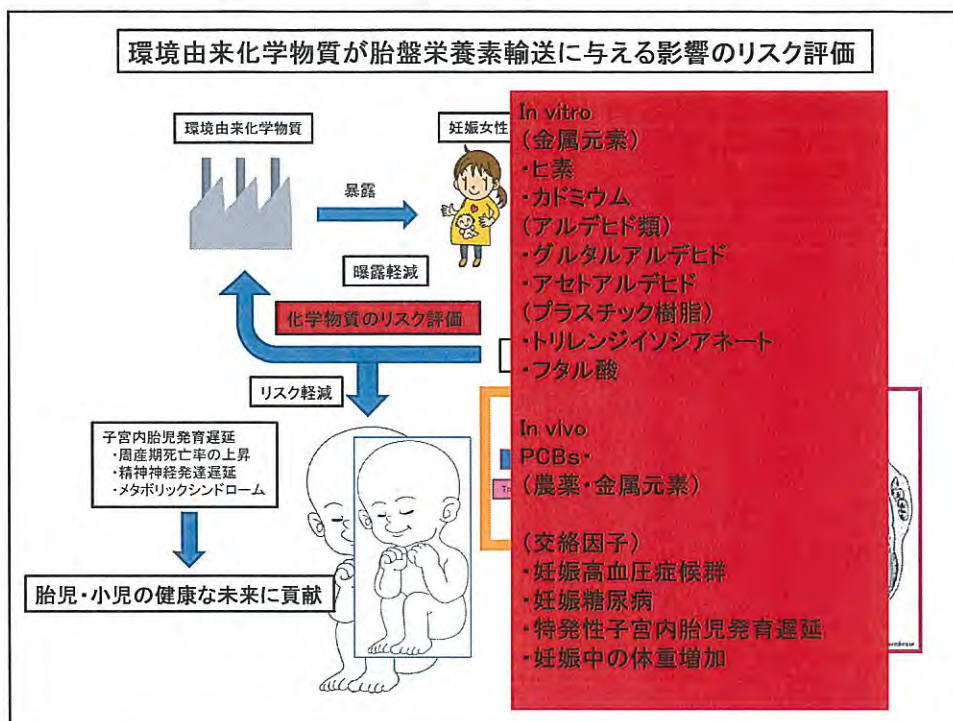 環境由来化学物質が胎盤栄養素輸送に与える影響のリスク評価
環境由来化学物質
妊娠女性
暴露
曝露軽減
化学物質のリスク評価
リスク軽減
子宮内胎児発育遅延
・周産期死亡率の上昇
・精神神経発達遅延
・メタボリックシンドローム
胎児・小児の健康な未来に貢献
In vitro
(金属元素)
・ヒ素
・カドミウム
(アルデヒド類)
・グルタルアルデヒド
・アセトアルデヒド
(プラスチック樹脂)
・トリレンジイソシアネート
・フタル酸
In vivo
PCBs・
(農薬・金属元素)
(交絡因子)
・妊娠高血圧症候群
・妊娠糖尿病
・特発性子宮内胎児発育遅延
・妊娠中の体重増加